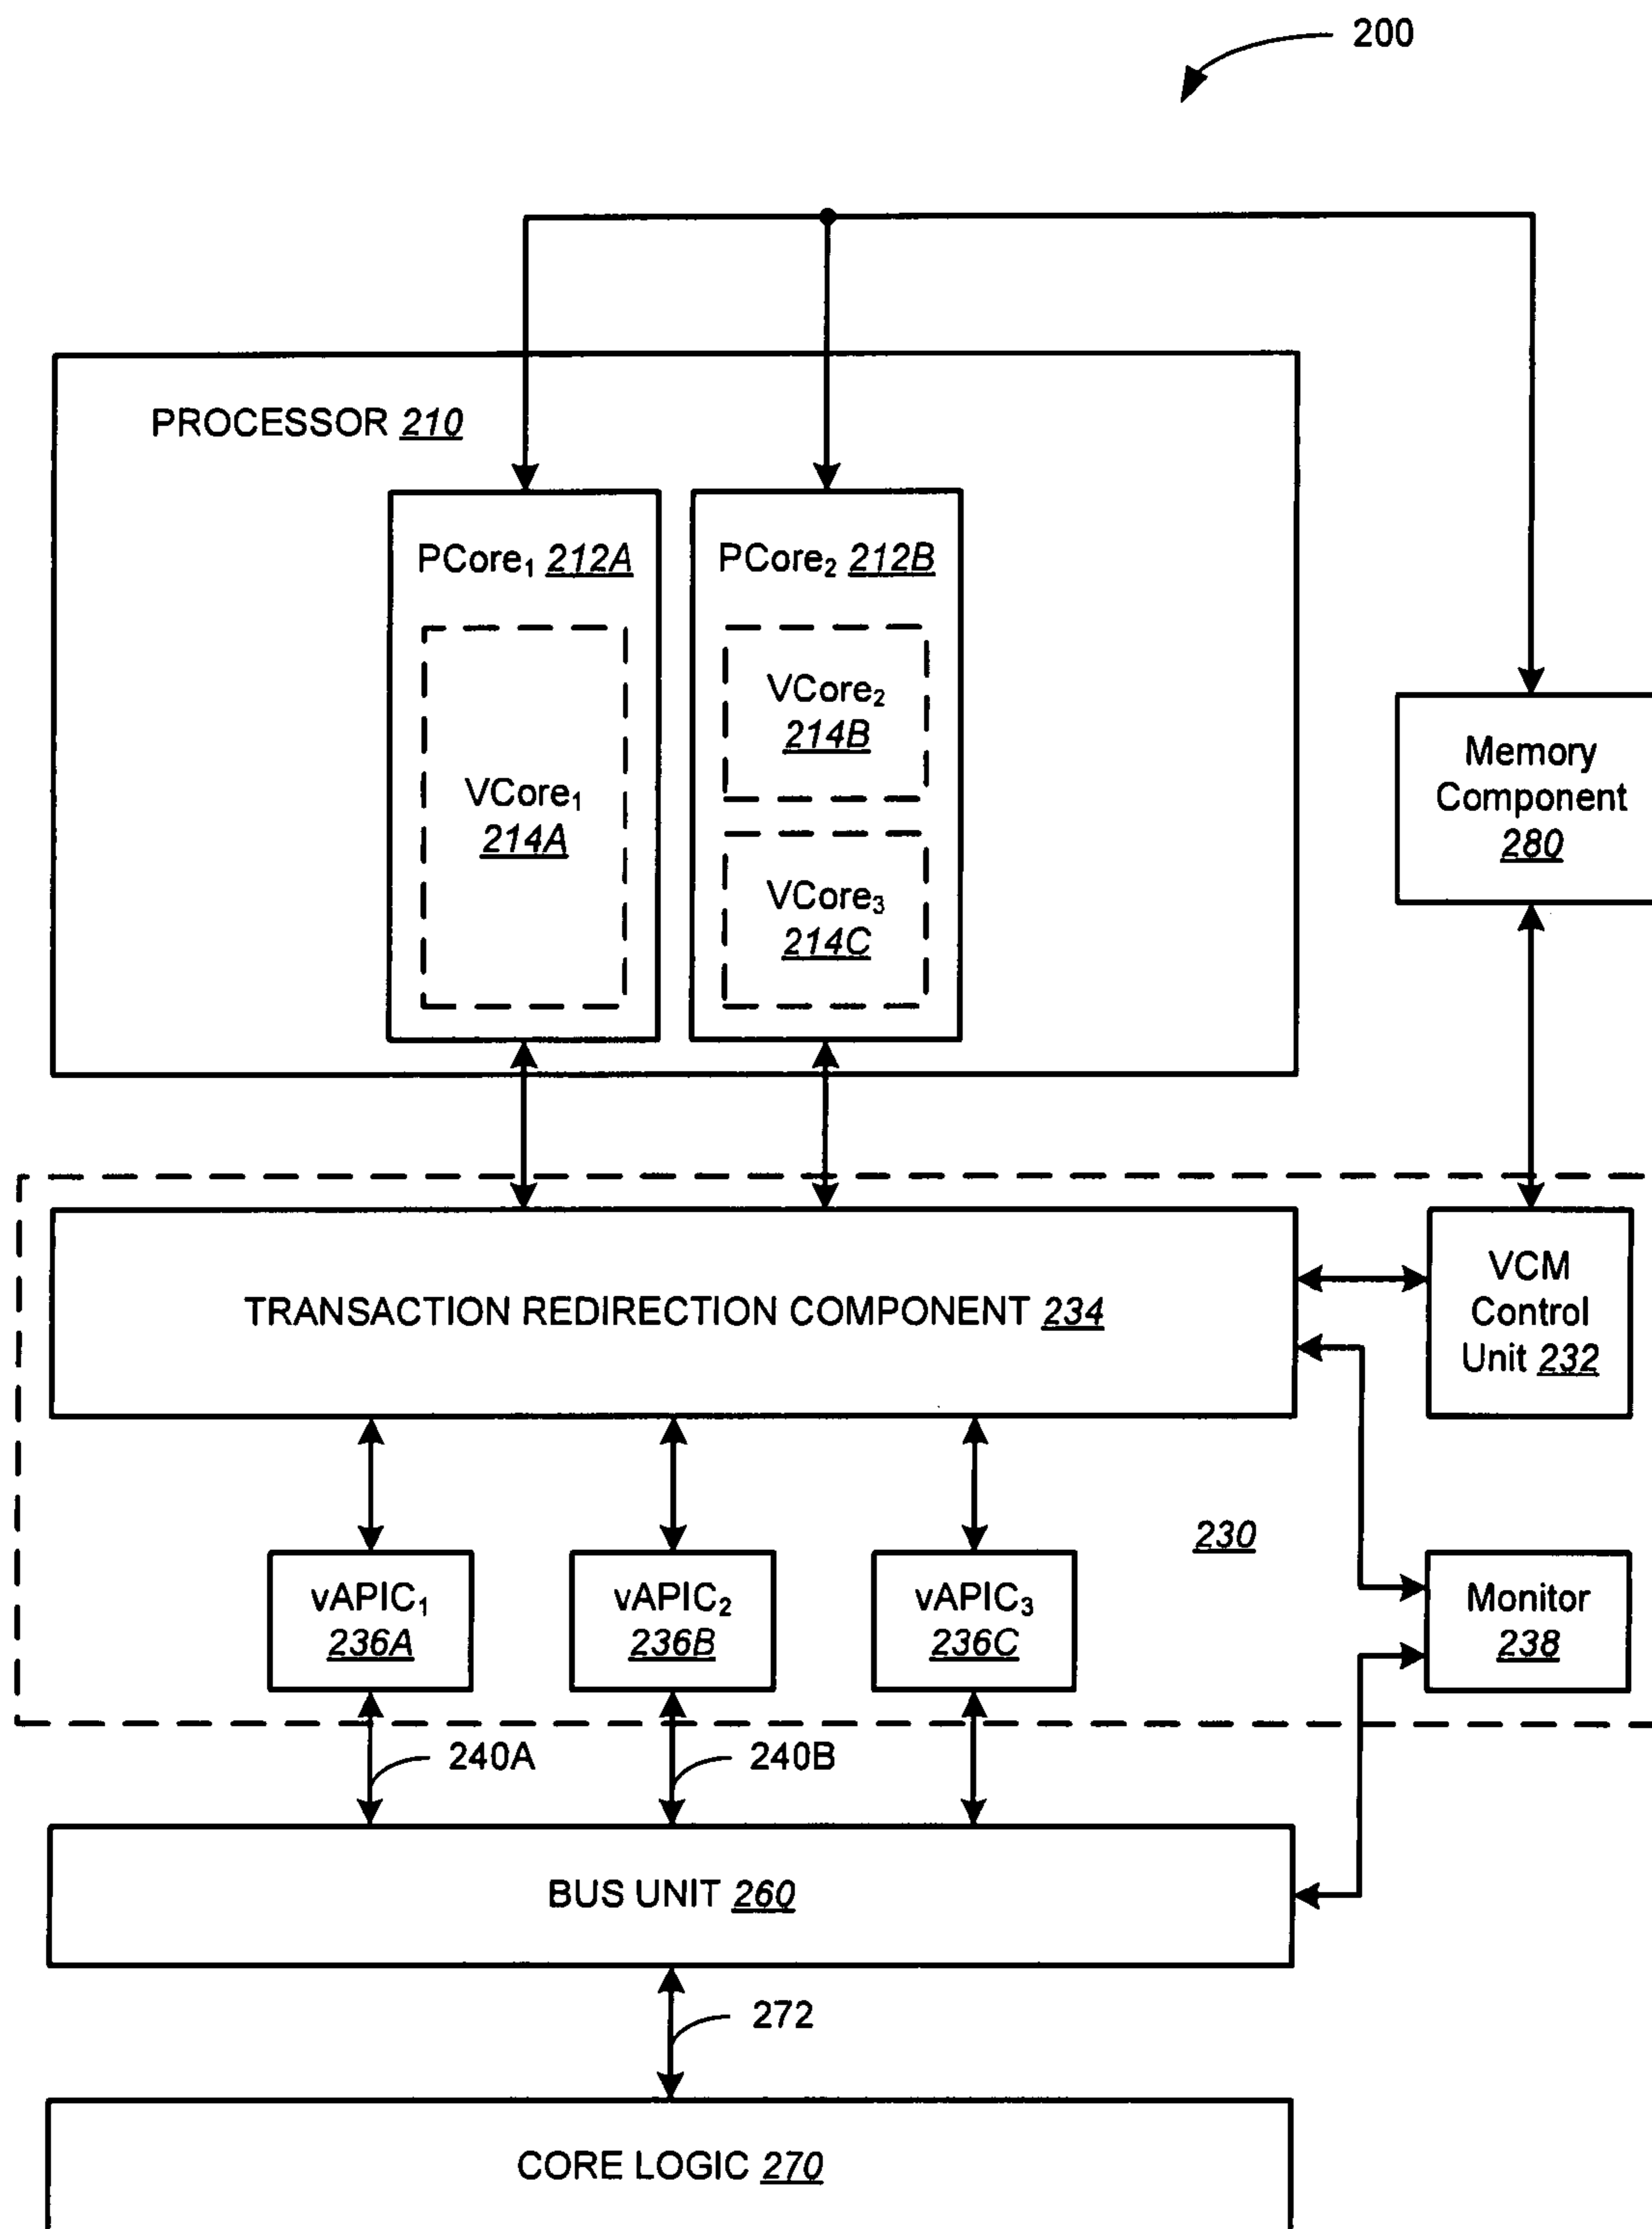 200
PROCESSOR 210
PCore₁ 212A
PCore₂ 212B
VCore₁
214A
VCore₂
214B
VCore₃
214C
Memory
Component
280
TRANSACTION REDIRECTION COMPONENT 234
VCM
Control
Unit 232
230
vAPIC₁
236A
vAPIC₂
236B
vAPIC₃
236C
Monitor
238
240A
240B
BUS UNIT 260
272
CORE LOGIC 270